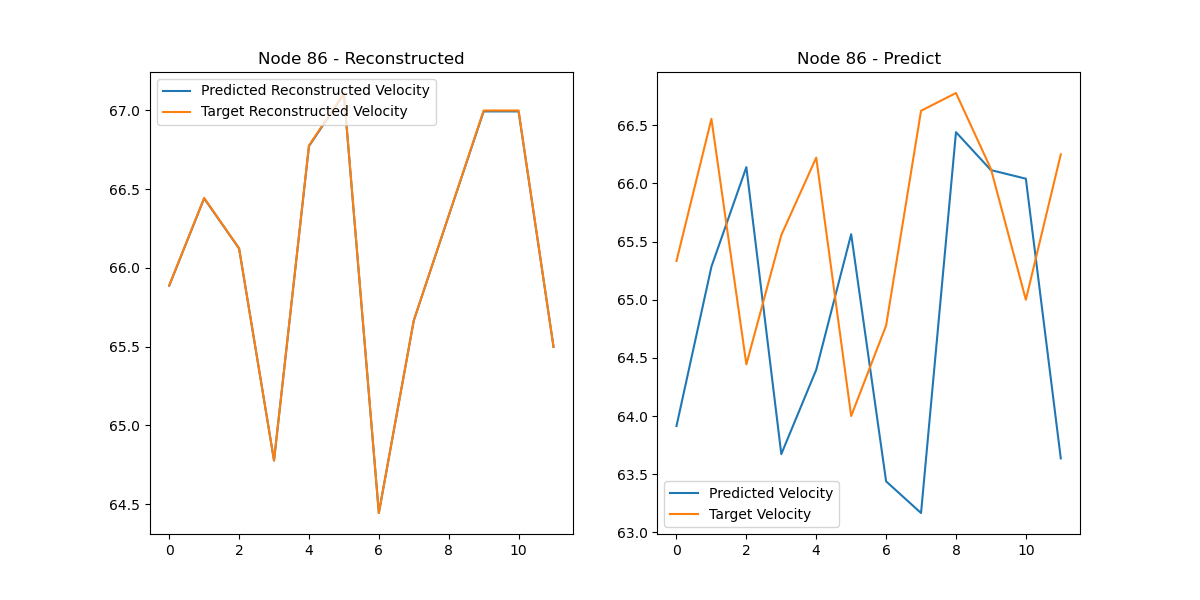 Node 86 - Reconstructed
Predicted Reconstructed Velocity
Target Reconstructed Velocity
67.0
66.5
66.0
65.5
65.0
64.5
0 2 4 6 8 10
Node 86 - Predict
66.5
66.0
65.5
65.0
64.5
64.0
63.5
63.0
Predicted Velocity
Target Velocity
0 2 4 6 8 10